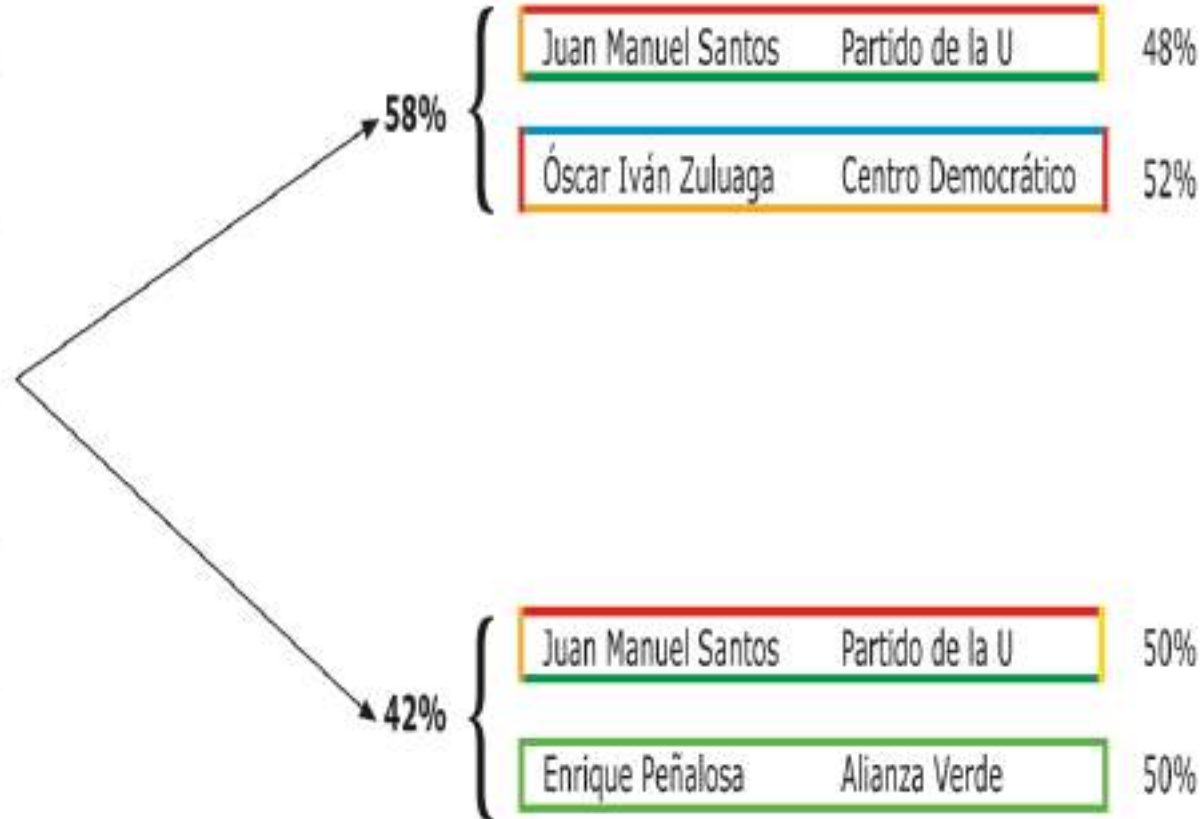 Juan Manuel Santos Partido de la U 48%
58%
Óscar Iván Zuluaga Centro Democrático 52%
Juan Manuel Santos Partido de la U 50%
42%
Enrique Peñalosa Alianza Verde 50%